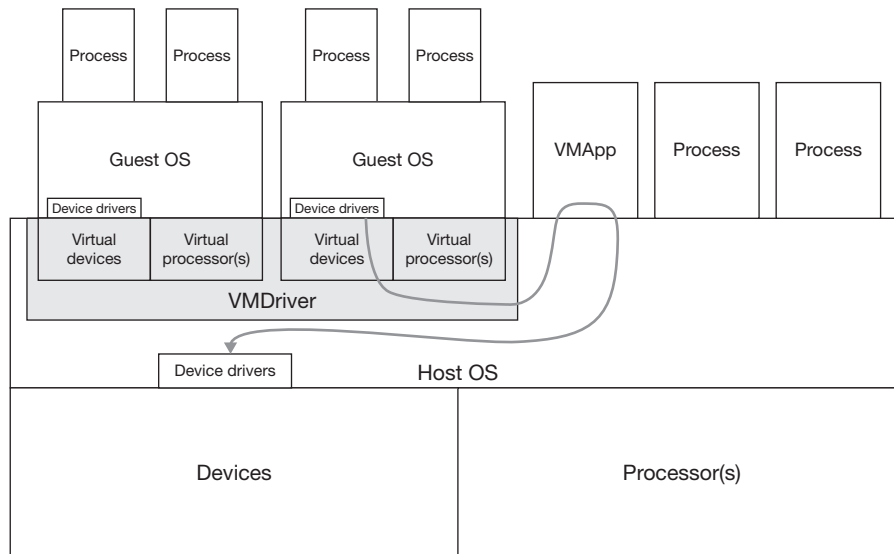 Process
Process
Process
Process
Guest OS
Guest OS
VMApp
Process
Process
Device drivers
Device drivers
Virtual
devices
Virtual
processor(s)
Virtual
devices
Virtual
processor(s)
VMDriver
Device drivers
Host OS
Devices
Processor(s)